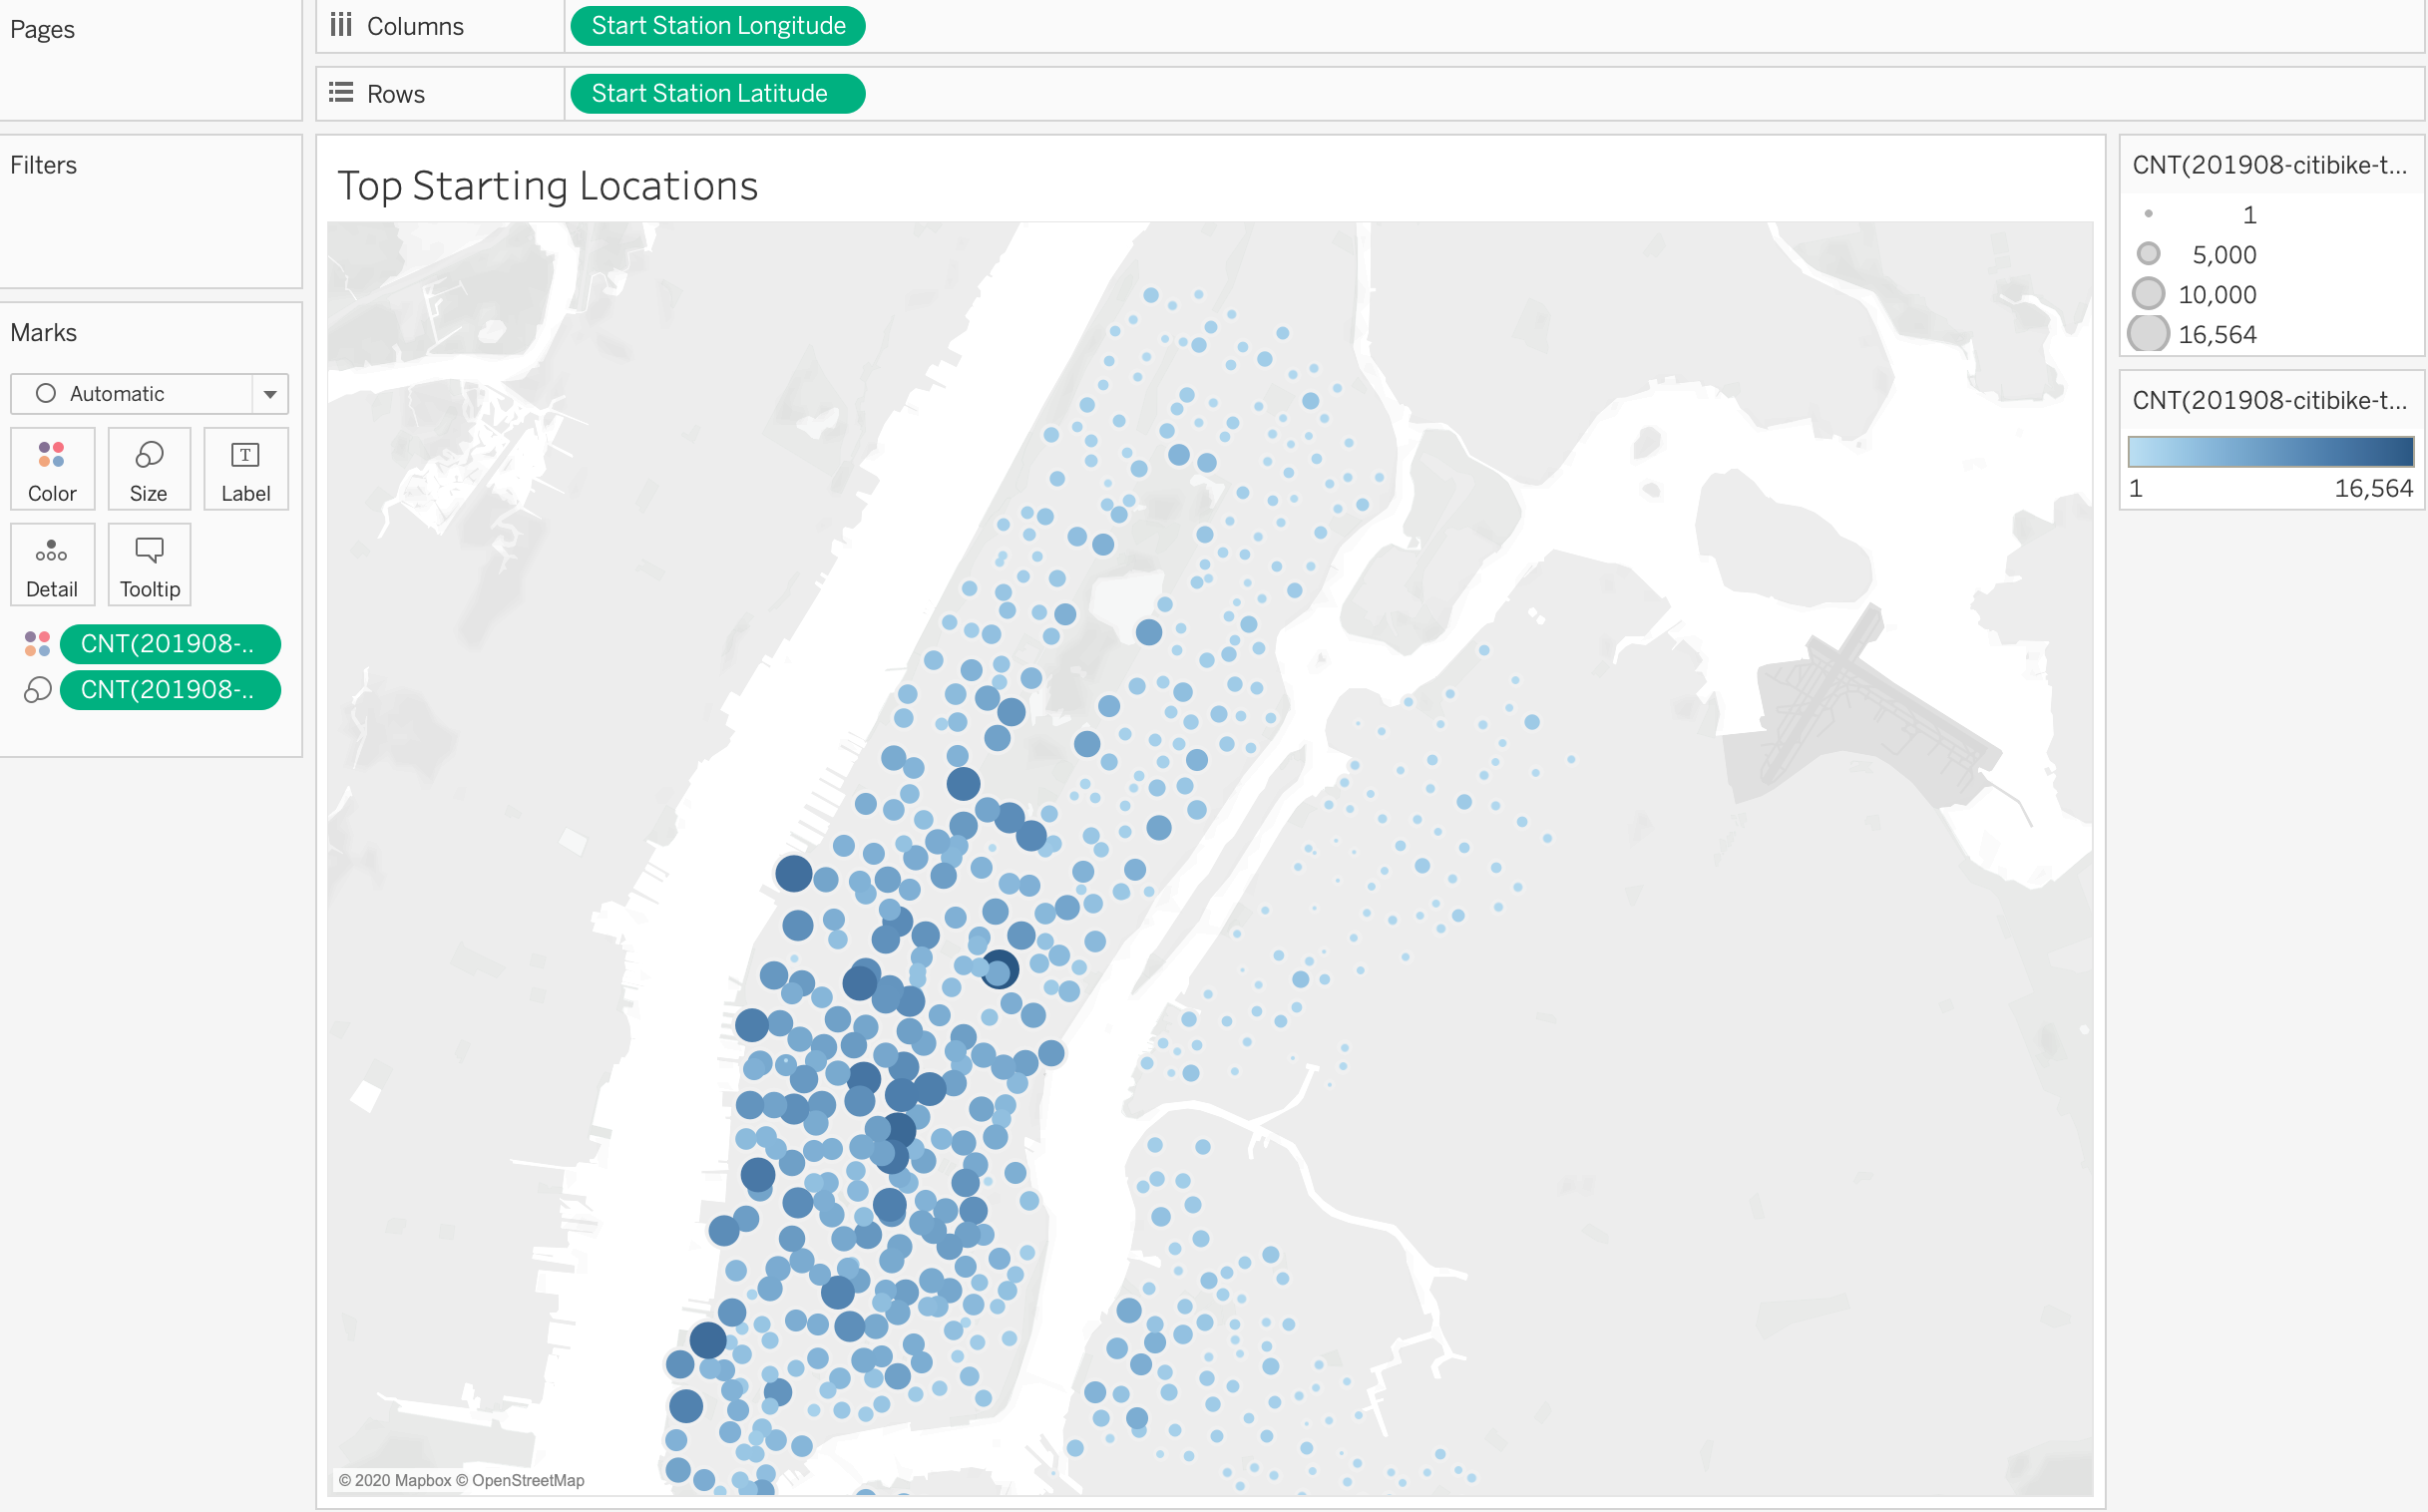 Pages
Columns
Start Station Longitude
Rows
Start Station Latitude
Filters
Marks
Automatic
Color
Size
T
Label
Detail
Tooltip
CNT(201908-..
CNT(201908-..
Top Starting Locations
© 2020 Mapbox © OpenStreetMap
CNT(201908-citibike-t...
1
5,000
10,000
16,564
CNT(201908-citibike-t...
1
16,564